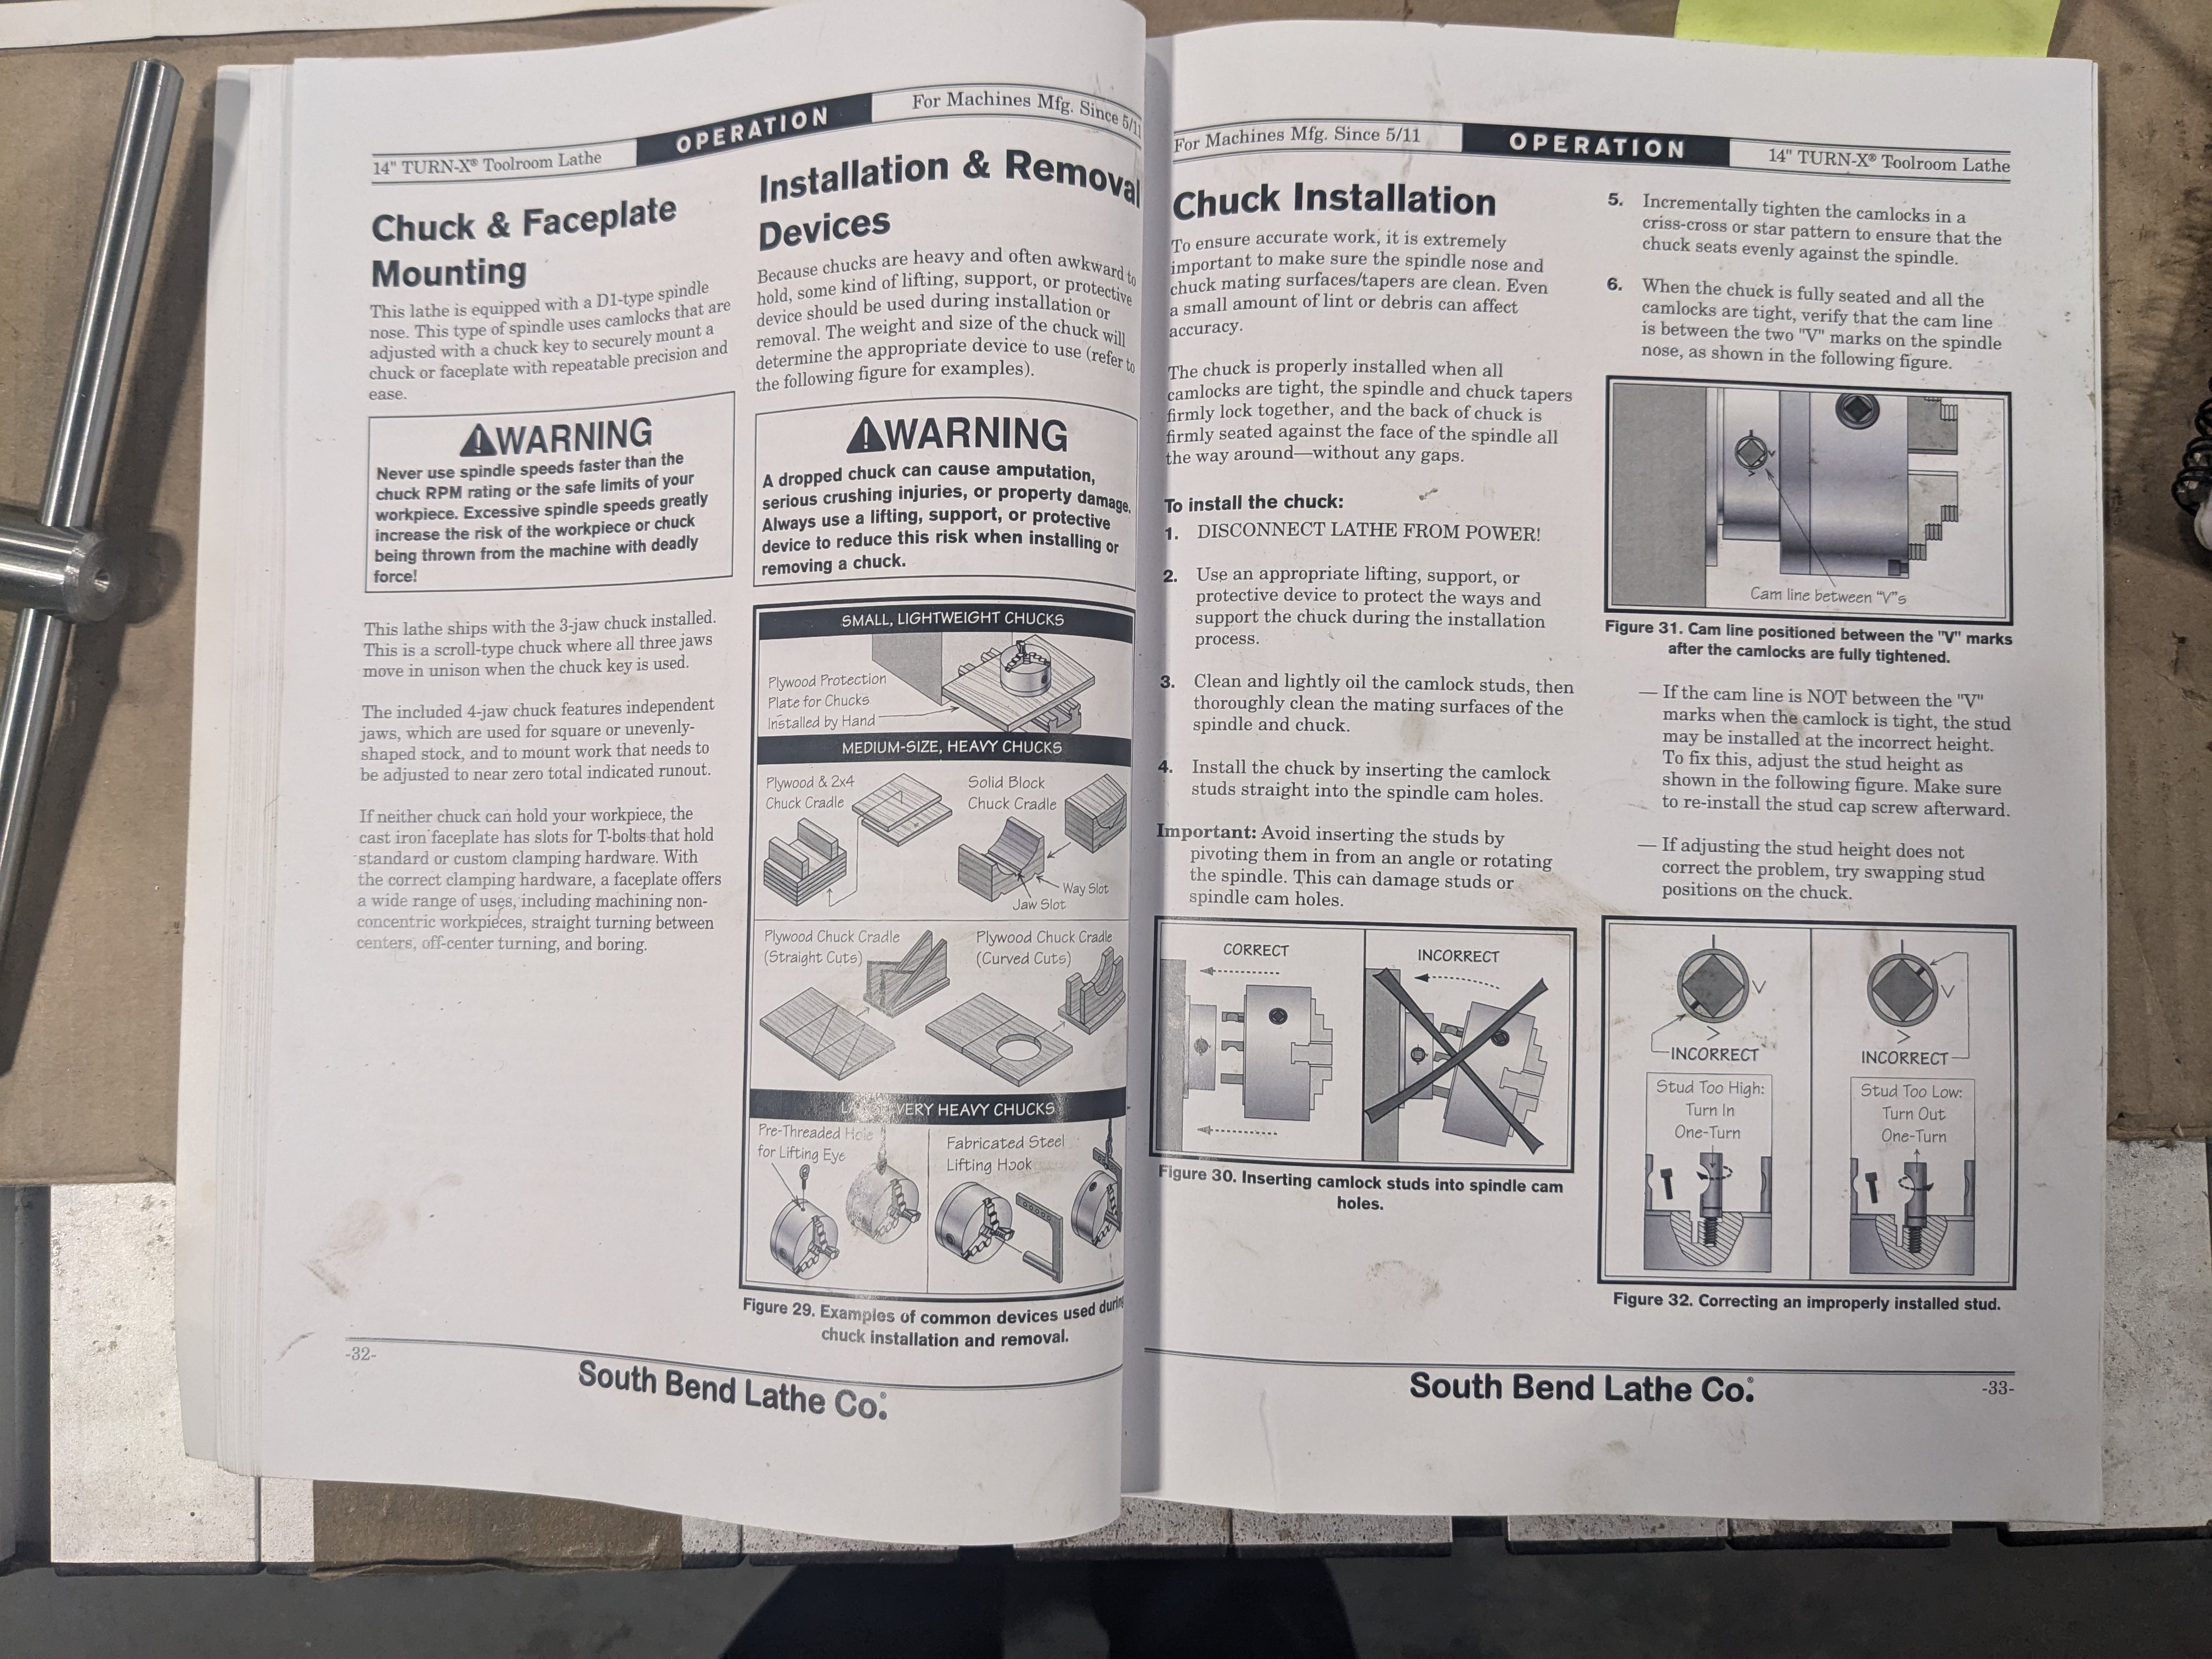 14" TURN-X® Toolroom Lathe
OPERATION
For Machines Mfg. Since 5/11
Chuck & Faceplate
Mounting
This lathe is equipped with a D1-type spindle
nose. This type of spindle uses camlocks that are
adjusted with a chuck key to securely mount a
chuck or faceplate with repeatable precision and
ease.
WARNING
Never use spindle speeds faster than the
chuck RPM rating or the safe limits of your
workpiece. Excessive spindle speeds greatly
increase the risk of the workpiece or chuck
being thrown from the machine with deadly
force!
This lathe ships with the 3-jaw chuck installed.
This is a scroll-type chuck where all three jaws
move in unison when the chuck key is used.
The included 4-jaw chuck features independent
jaws, which are used for square or unevenly-
shaped stock, and to mount work that needs to
be adjusted to near zero total indicated runout.
If neither chuck can hold your workpiece, the
cast iron faceplate has slots for T-bolts that hold
standard or custom clamping hardware. With
the correct clamping hardware, a faceplate offers
a wide range of uses, including machining non-
concentric workpieces, straight turning between
centers, off-center turning, and boring.
Installation & Removal
Devices
Because chucks are heavy and often awkward to
hold, some kind of lifting, support, or protective
device should be used during installation or
removal. The weight and size of the chuck will
determine the appropriate device to use (refer to
the following figure for examples).
WARNING
A dropped chuck can cause amputation,
serious crushing injuries, or property damage.
Always use a lifting, support, or protective
device to reduce this risk when installing or
removing a chuck.
SMALL, LIGHTWEIGHT CHUCKS
Plywood Protection
Plate for Chucks
Installed by Hand
MEDIUM-SIZE, HEAVY CHUCKS
Plywood & 2x4
Chuck Cradle
Solid Block
Chuck Cradle
Way Slot
Jaw Slot
Plywood Chuck Cradle
(Straight Cuts)
Plywood Chuck Cradle
(Curved Cuts)
VERY HEAVY CHUCKS
Pre-Threaded Hole
for Lifting Eye
Fabricated Steel
Lifting Hook
Figure 29. Examples of common devices used during
chuck installation and removal.
-32-
South Bend Lathe Co.®
For Machines Mfg. Since 5/11
OPERATION
14" TURN-X® Toolroom Lathe
Chuck Installation
To ensure accurate work, it is extremely
important to make sure the spindle nose and
chuck mating surfaces/tapers are clean. Even
a small amount of lint or debris can affect
accuracy.
The chuck is properly installed when all
camlocks are tight, the spindle and chuck tapers
firmly lock together, and the back of chuck is
firmly seated against the face of the spindle all
the way around—without any gaps.
To install the chuck:
1. DISCONNECT LATHE FROM POWER!
2. Use an appropriate lifting, support, or
protective device to protect the ways and
support the chuck during the installation
process.
3. Clean and lightly oil the camlock studs, then
thoroughly clean the mating surfaces of the
spindle and chuck.
4. Install the chuck by inserting the camlock
studs straight into the spindle cam holes.
Important: Avoid inserting the studs by
pivoting them in from an angle or rotating
the spindle. This can damage studs or
spindle cam holes.
CORRECT
INCORRECT
Figure 30. Inserting camlock studs into spindle cam
holes.
5. Incrementally tighten the camlocks in a
criss-cross or star pattern to ensure that the
chuck seats evenly against the spindle.
6. When the chuck is fully seated and all the
camlocks are tight, verify that the cam line
is between the two "V" marks on the spindle
nose, as shown in the following figure.
Cam line between "V"s
Figure 31. Cam line positioned between the "V" marks
after the camlocks are fully tightened.
— If the cam line is NOT between the "V"
marks when the camlock is tight, the stud
may be installed at the incorrect height.
To fix this, adjust the stud height as
shown in the following figure. Make sure
to re-install the stud cap screw afterward.
— If adjusting the stud height does not
correct the problem, try swapping stud
positions on the chuck.
INCORRECT
Stud Too High:
Turn In
One-Turn
INCORRECT
Stud Too Low:
Turn Out
One-Turn
Figure 32. Correcting an improperly installed stud.
South Bend Lathe Co.®
-33-